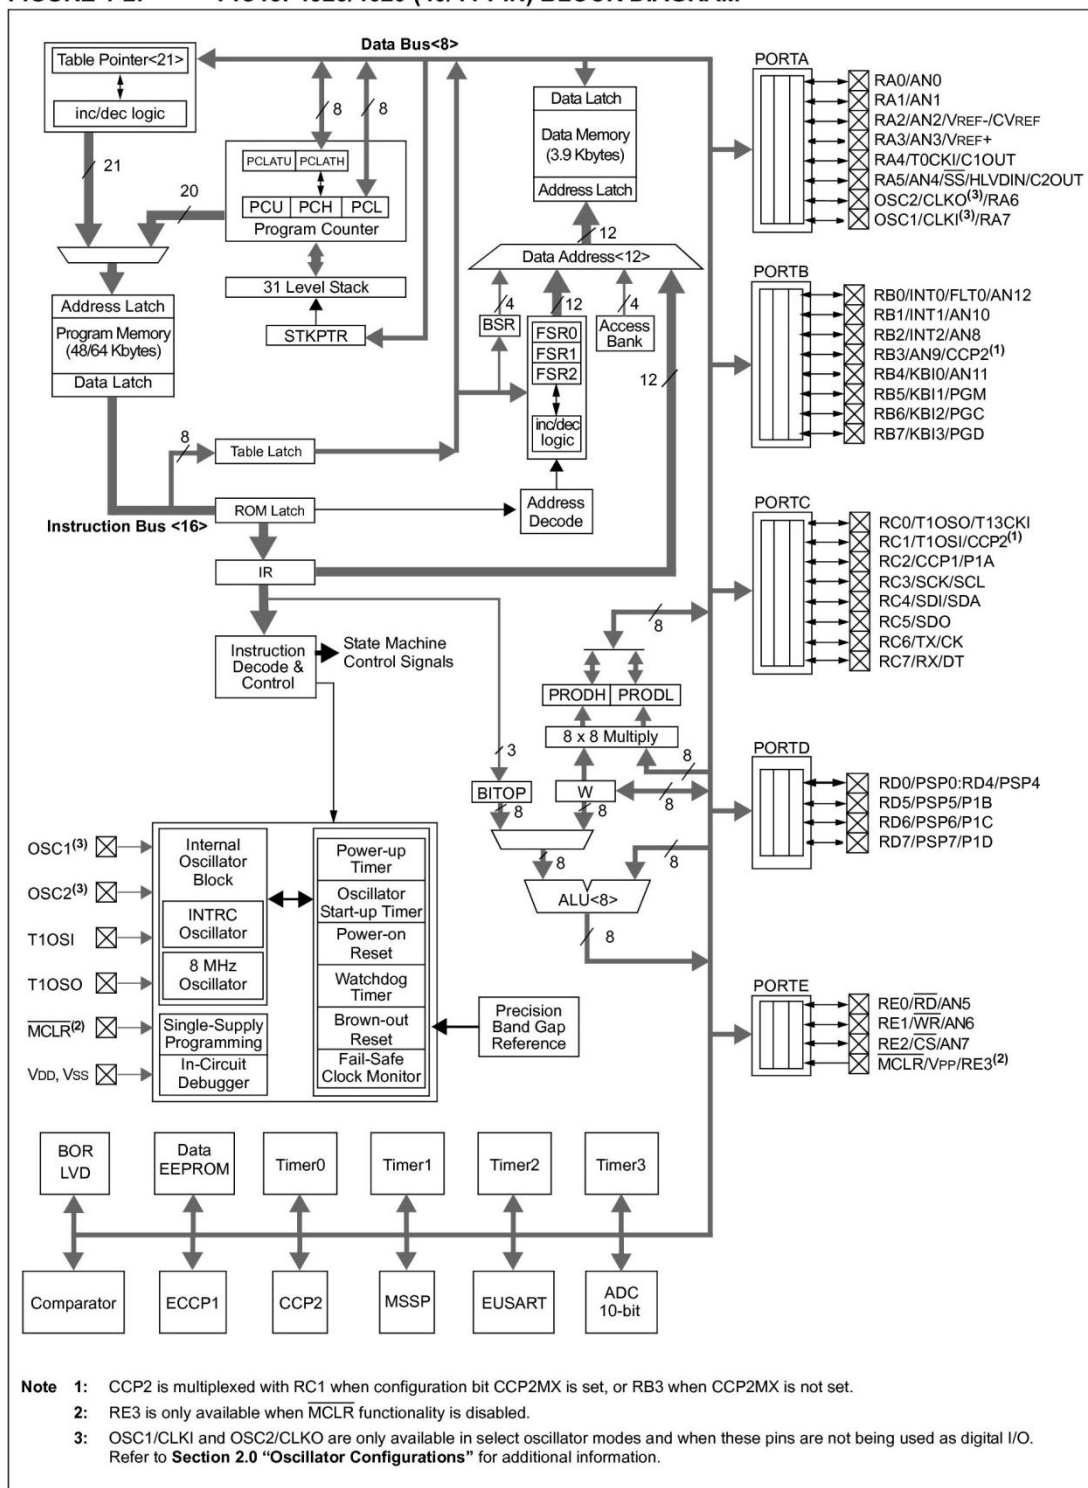 Data Bus<8>
Table Pointer<21>
inc/dec logic
21
20
8
8
PCLATU PCLATH
PCU PCH PCL
Program Counter
31 Level Stack
STKPTR
Address Latch
Program Memory
(48/64 Kbytes)
Data Latch
8
Table Latch
Instruction Bus <16>
ROM Latch
IR
Instruction
Decode &
Control
State Machine
Control Signals
Data Latch
Data Memory
(3.9 Kbytes)
Address Latch
12
Data Address<12>
4
12
4
BSR
FSR0
FSR1
FSR2
inc/dec
logic
Access
Bank
12
Address
Decode
8
PRODH PRODL
8 x 8 Multiply
3
8
BITOP
W
8
8
8
8
8
ALU<8>
8
PORTA
RA0/AN0
RA1/AN1
RA2/AN2/VREF-/CVREF
RA3/AN3/VREF+
RA4/T0CKI/C1OUT
RA5/AN4/SS/HLVDIN/C2OUT
OSC2/CLKO(3)/RA6
OSC1/CLKI(3)/RA7
PORTB
RB0/INT0/FLT0/AN12
RB1/INT1/AN10
RB2/INT2/AN8
RB3/AN9/CCP2(1)
RB4/KBI0/AN11
RB5/KBI1/PGM
RB6/KBI2/PGC
RB7/KBI3/PGD
PORTC
RC0/T1OSO/T13CKI
RC1/T1OSI/CCP2(1)
RC2/CCP1/P1A
RC3/SCK/SCL
RC4/SDI/SDA
RC5/SDO
RC6/TX/CK
RC7/RX/DT
PORTD
RD0/PSP0:RD4/PSP4
RD5/PSP5/P1B
RD6/PSP6/P1C
RD7/PSP7/P1D
PORTE
RE0/RD/AN5
RE1/WR/AN6
RE2/CS/AN7
MCLR/VPP/RE3(2)
OSC1(3)
OSC2(3)
T1OSI
T1OSO
MCLR(2)
VDD, VSS
Internal
Oscillator
Block
INTRC
Oscillator
8 MHz
Oscillator
Single-Supply
Programming
In-Circuit
Debugger
Power-up
Timer
Oscillator
Start-up Timer
Power-on
Reset
Watchdog
Timer
Brown-out
Reset
Fail-Safe
Clock Monitor
Precision
Band Gap
Reference
BOR
LVD
Data
EEPROM
Timer0
Timer1
Timer2
Timer3
Comparator
ECCP1
CCP2
MSSP
EUSART
ADC
10-bit
Note 1: CCP2 is multiplexed with RC1 when configuration bit CCP2MX is set, or RB3 when CCP2MX is not set.
2: RE3 is only available when MCLR functionality is disabled.
3: OSC1/CLKI and OSC2/CLKO are only available in select oscillator modes and when these pins are not being used as digital I/O.
Refer to Section 2.0 “Oscillator Configurations” for additional information.